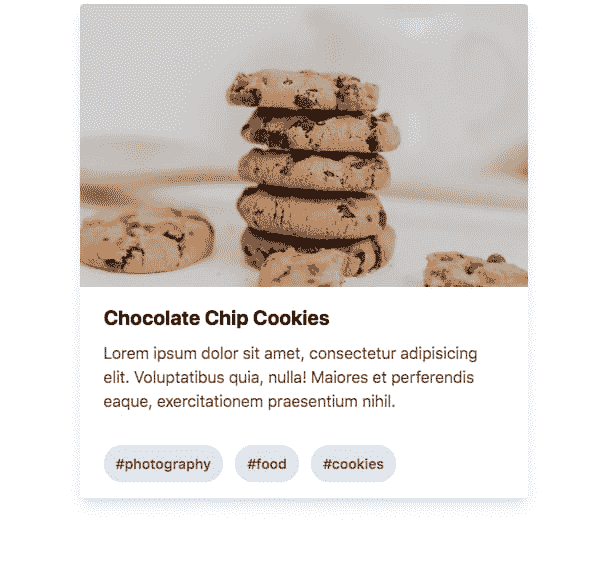 Chocolate Chip Cookies
Lorem ipsum dolor sit amet, consectetur adipisicing
elit. Voluptatibus quia, nulla! Maiores et perferendis
eaque, exercitationem praesentium nihil.
#photography #food #cookies